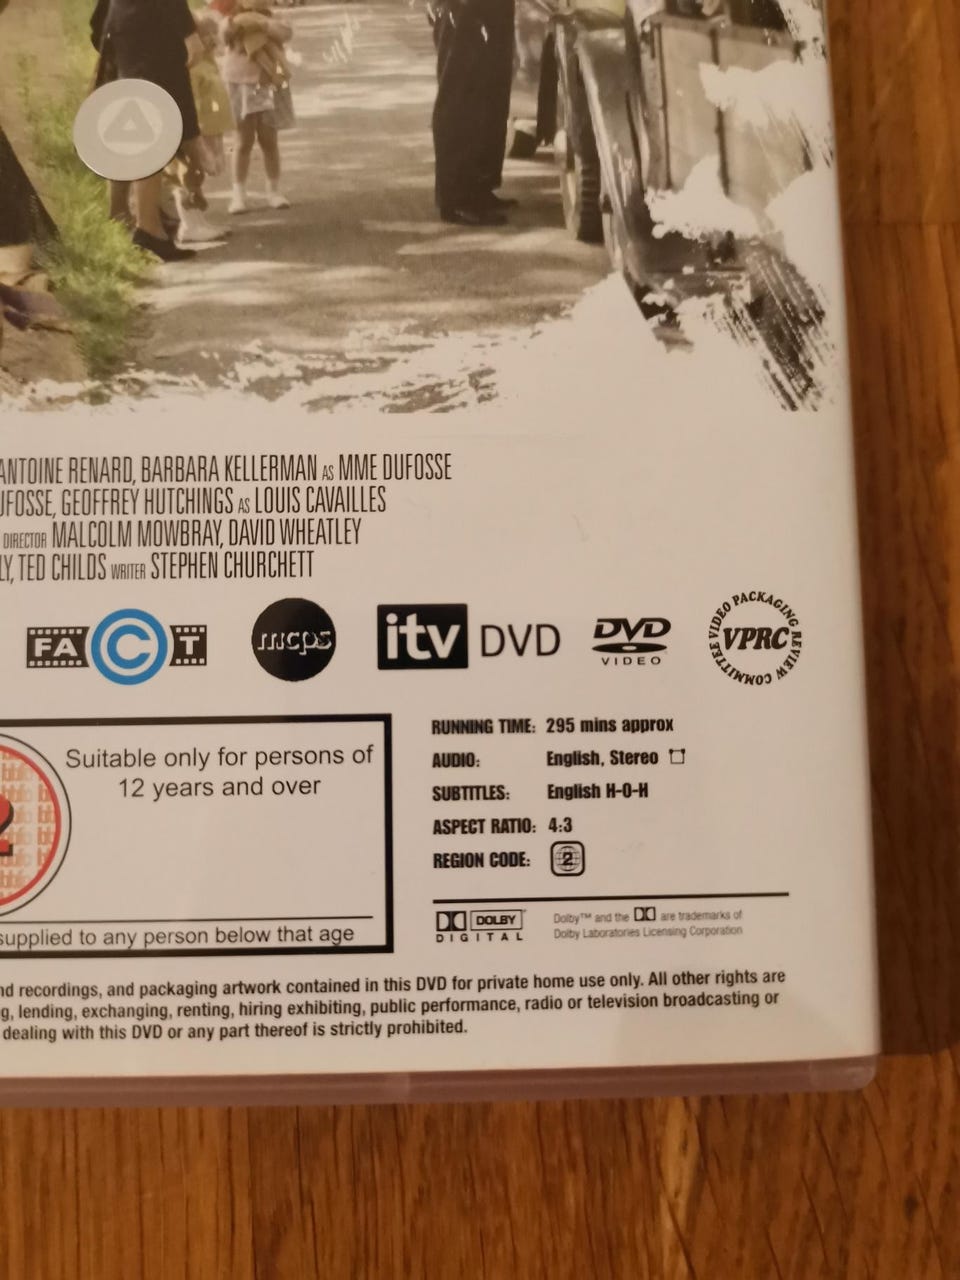 ANTOINE RENARD, BARBARA KELLERMAN AS MME DUFOSSE
UFOSSE, GEOFFREY HUTCHINGS AS LOUIS CAVAILLES
DIRECTOR MALCOLM MOWBRAY, DAVID WHEATLEY
LY, TED CHILDS WRITER STEPHEN CHURCHETT
FA C T
mcps
itv DVD
DVD VIDEO
VIDEO PACKAGING REVIEW COMMITTEE VPRC
2
Suitable only for persons of
12 years and over
supplied to any person below that age
RUNNING TIME: 295 mins approx
AUDIO: English, Stereo
SUBTITLES: English H-O-H
ASPECT RATIO: 4:3
REGION CODE: 2
DOLBY
DIGITAL
Dolby™ and the DD are trademarks of
Dolby Laboratories Licensing Corporation
nd recordings, and packaging artwork contained in this DVD for private home use only. All other rights are
g, lending, exchanging, renting, hiring exhibiting, public performance, radio or television broadcasting or
dealing with this DVD or any part thereof is strictly prohibited.